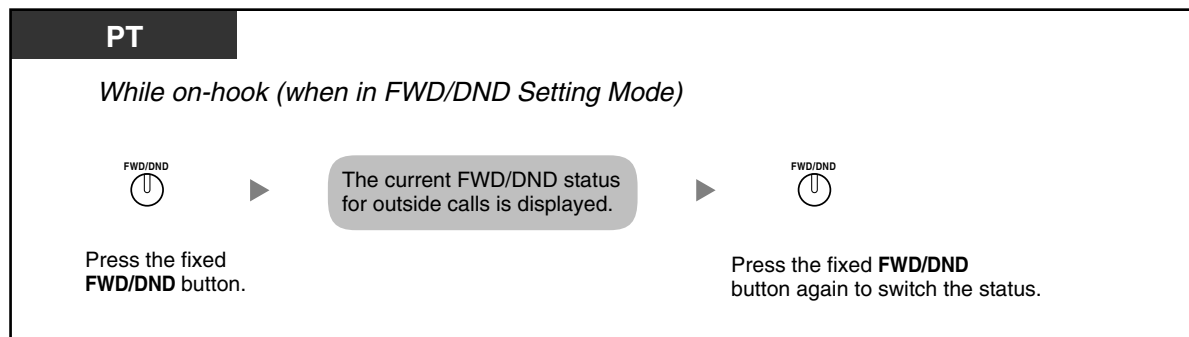 PT
While on-hook (when in FWD/DND Setting Mode)
FWD/DND
The current FWD/DND status
for outside calls is displayed.
FWD/DND
Press the fixed
FWD/DND button.
Press the fixed FWD/DND
button again to switch the status.